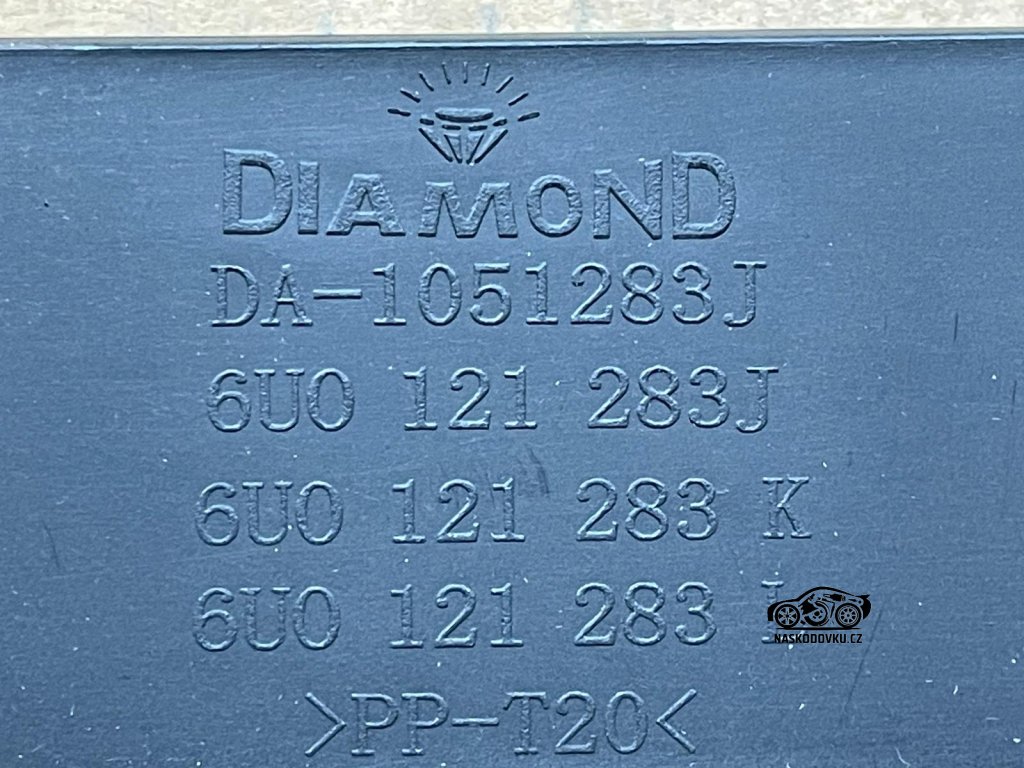 DIAMOND
DA-1051283J
6U0 121 283J
6U0 121 283 K
6U0 121 283
NASKODOVKU.CZ
>PP-T20<